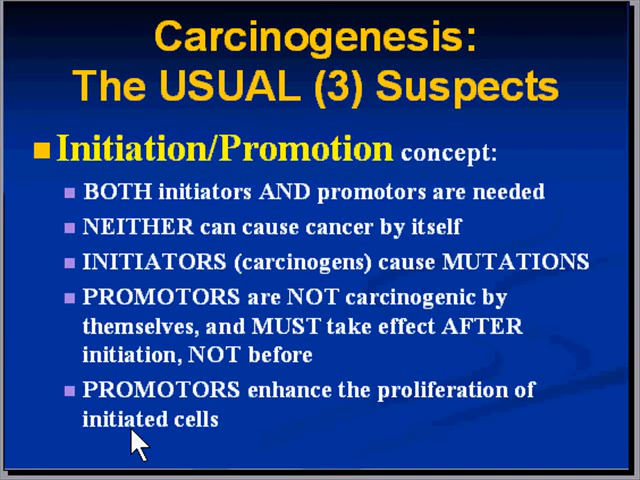 Carcinogenesis:
The USUAL (3) Suspects
Initiation/Promotion concept:
BOTH initiators AND promotors are needed
NEITHER can cause cancer by itself
INITIATORS (carcinogens) cause MUTATIONS
PROMOTORS are NOT carcinogenic by
themselves, and MUST take effect AFTER
initiation, NOT before
PROMOTORS enhance the proliferation of
initiated cells